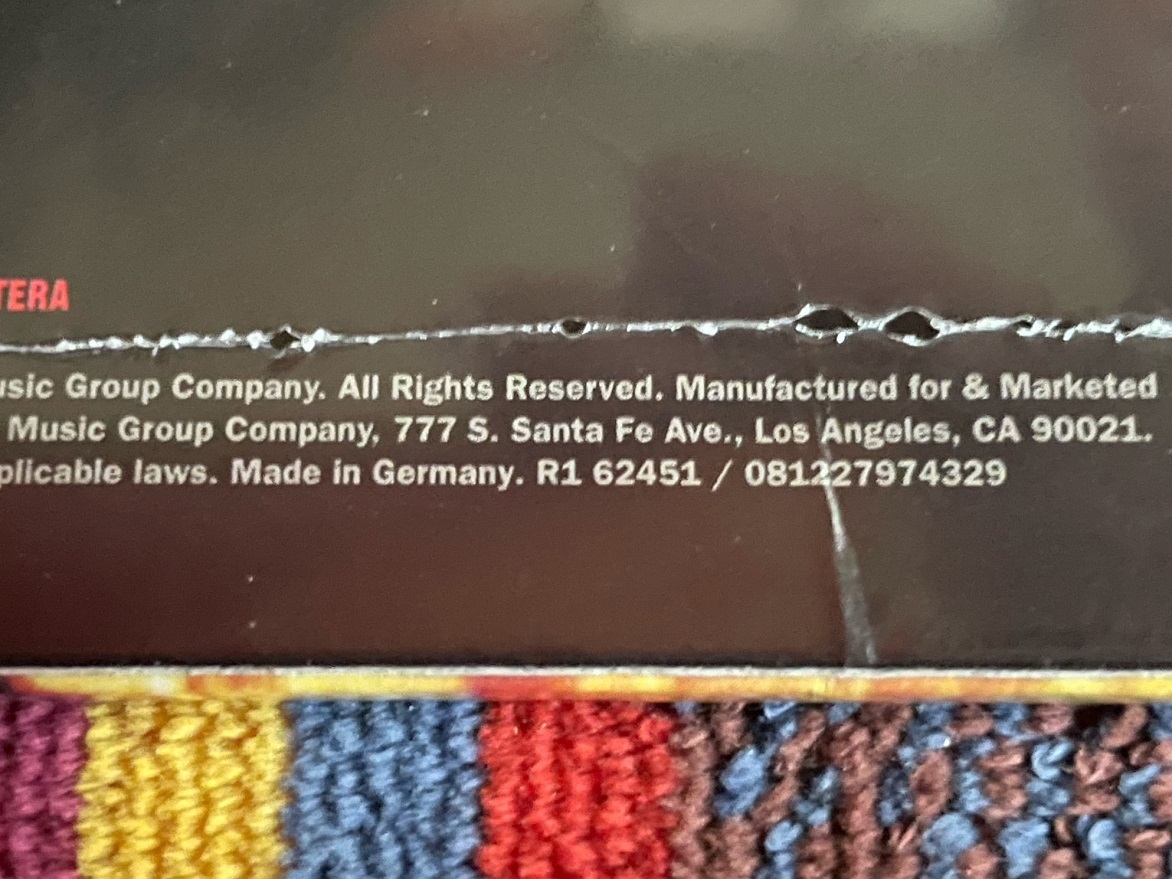 TERA
usic Group Company. All Rights Reserved. Manufactured for & Marketed
Music Group Company, 777 S. Santa Fe Ave., Los Angeles, CA 90021.
plicable laws. Made in Germany. R1 62451 / 081227974329